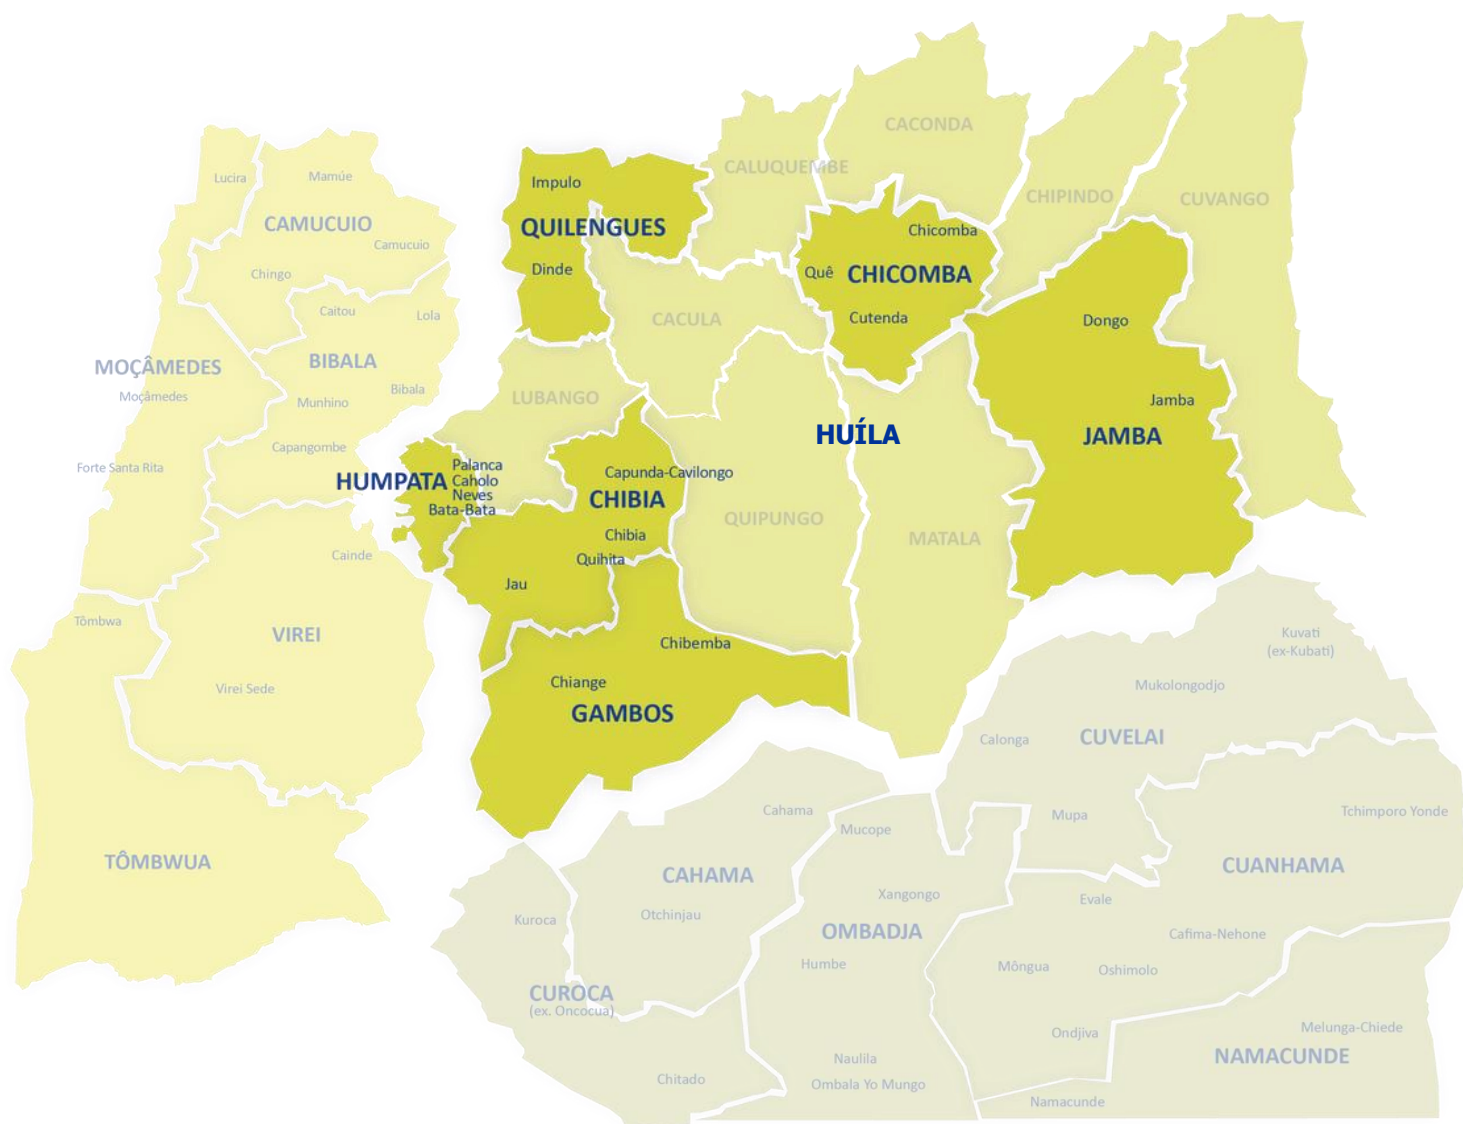 CACONDA
CALUQUEMBE
CHIPINDO
CUVANGO
Lucira
Mamúe
CAMUCUIO
Camucuio
Chingo
Impulo
QUILENGUES
Dinde
Chicomba
Quê
CHICOMBA
Cutenda
CACULA
Dongo
Jamba
JAMBA
Caitou
Lola
BIBALA
Bibala
Munhino
Capangombe
MOÇÂMEDES
Moçâmedes
Forte Santa Rita
LUBANGO
HUÍLA
HUMPATA
Palanca
Caholo
Neves
Bata-Bata
Capunda-Cavilongo
CHIBIA
Chibia
Quihita
Jau
QUIPUNGO
MATALA
Cainde
VIREI
Virei Sede
Tômbwa
TÔMBWUA
Chibemba
Chiange
GAMBOS
Kuvati
(ex-Kubati)
Mukolongodjo
CUVELAI
Calonga
Mupa
Tchimporo Yonde
CUANHAMA
Evale
Cafima-Nehone
Môngua
Oshimolo
Ondjiva
Cahama
CAHAMA
Otchinjau
Mucope
Xangongo
OMBADJA
Humbe
Naulila
Ombala Yo Mungo
Kuroca
CUROCA
(ex. Oncocua)
Chitado
Melunga-Chiede
NAMACUNDE
Namacunde